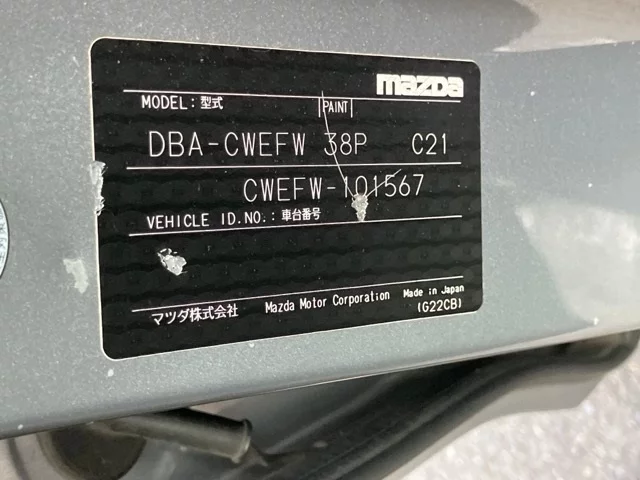 mazda
MODEL: 型式 |PAINT|
DBA-CWEFW 38P C21
CWEFW-101567
VEHICLE ID.NO.: 車台番号
マツダ株式会社 Mazda Motor Corporation Made in Japan
(G22CB)